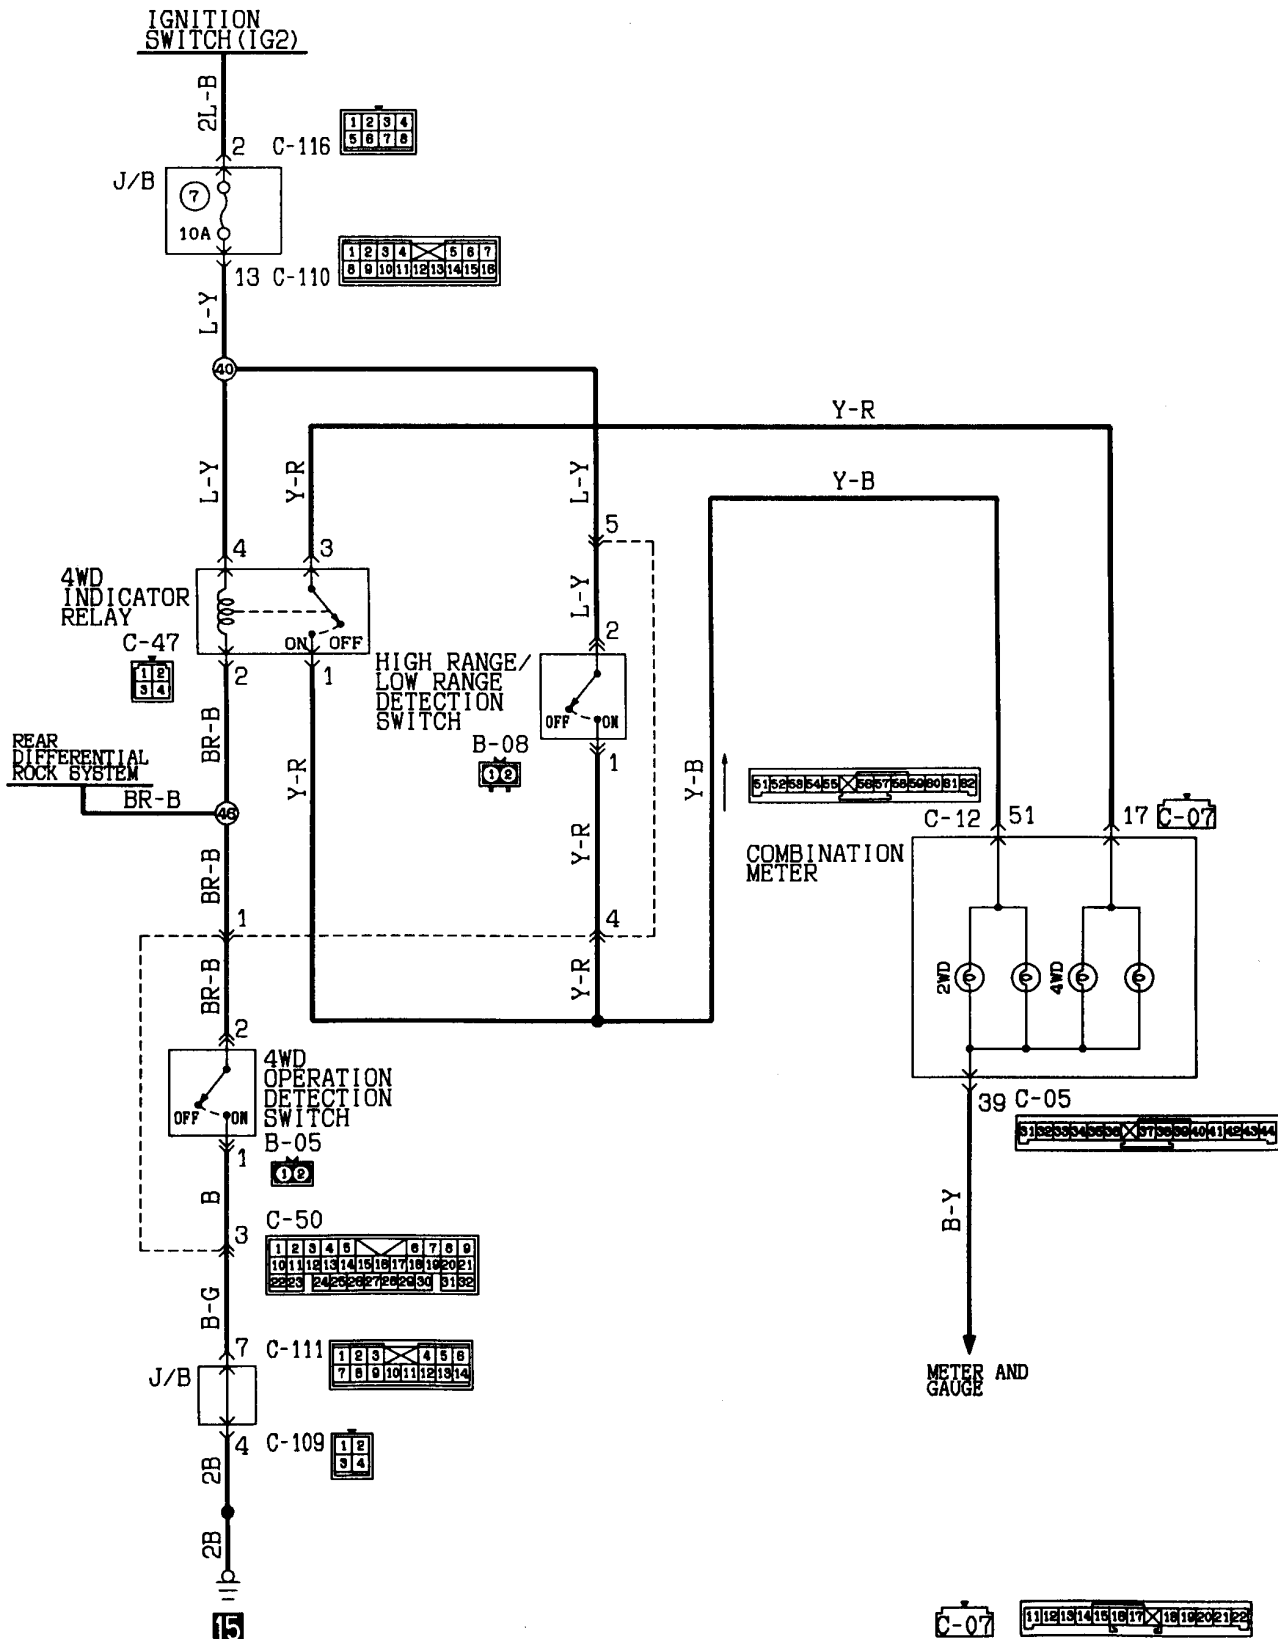 IGNITION
SWITCH(IG2)
2L-B
2 C-116
1 2 3 4
5 6 7 8
J/B
7
10A
13 C-110
1 2 3 4 5 6 7
8 9 10 11 12 13 14 15 16
L-Y
40
Y-R
L-Y
Y-R
L-Y
Y-B
5
4
3
L-Y
4WD
INDICATOR
RELAY
ON OFF
2
C-47
1 2
3 4
2
1
HIGH RANGE/
LOW RANGE
DETECTION
SWITCH
OFF ON
B-08
1 2
1
BR-B
Y-R
Y-B
REAR
DIFFERENTIAL
ROCK SYSTEM
BR-B
46
51 52 53 54 55 56 57 58 59 60 61 62
C-12 51
17 C-07
COMBINATION
METER
BR-B
Y-R
1
4
2WD
4WD
BR-B
Y-R
2
4WD
OPERATION
DETECTION
SWITCH
OFF ON
B-05
1 2
1
39 C-05
31 32 33 34 35 36 37 38 39 40 41 42 43 44
B
3
C-50
1 2 3 4 5 6 7 8 9
10 11 12 13 14 15 16 17 18 19 20 21
22 23 24 25 26 27 28 29 30 31 32
B-Y
B-G
7 C-111
1 2 3 4 5 6
7 8 9 10 11 12 13 14
J/B
METER AND
GAUGE
4 C-109
1 2
3 4
2B
2B
15
C-07
11 12 13 14 15 16 17 18 19 20 21 22